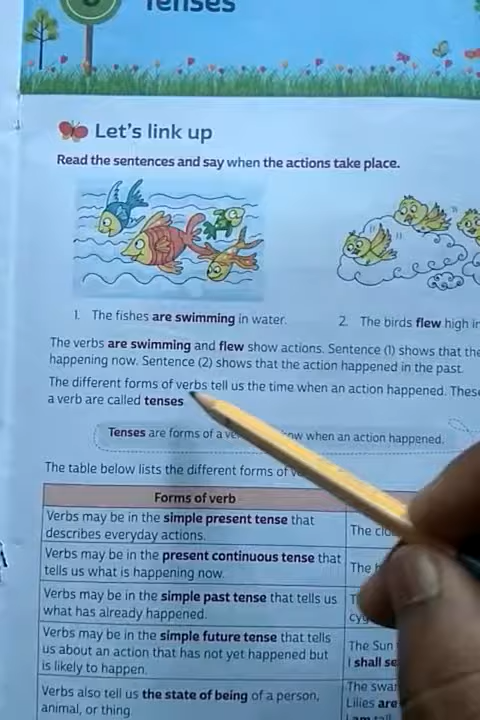 Tenses
Let's link up
Read the sentences and say when the actions take place.
1. The fishes are swimming in water.
2. The birds flew high in
The verbs are swimming and flew show actions. Sentence (1) shows that the
happening now. Sentence (2) shows that the action happened in the past.
The different forms of verbs tell us the time when an action happened. These
a verb are called tenses
Tenses are forms of a when an action happened.
The table below lists the different forms of
Forms of verb
Verbs may be in the simple present tense that
describes everyday actions.
The
Verbs may be in the present continuous tense that
tells us what is happening now.
The
Verbs may be in the simple past tense that tells us
what has already happened.
Verbs may be in the simple future tense that tells
us about an action that has not yet happened but
is likely to happen.
The Sun
I shall
Verbs also tell us the state of being of a person,
animal, or thing.
The
Lilies are